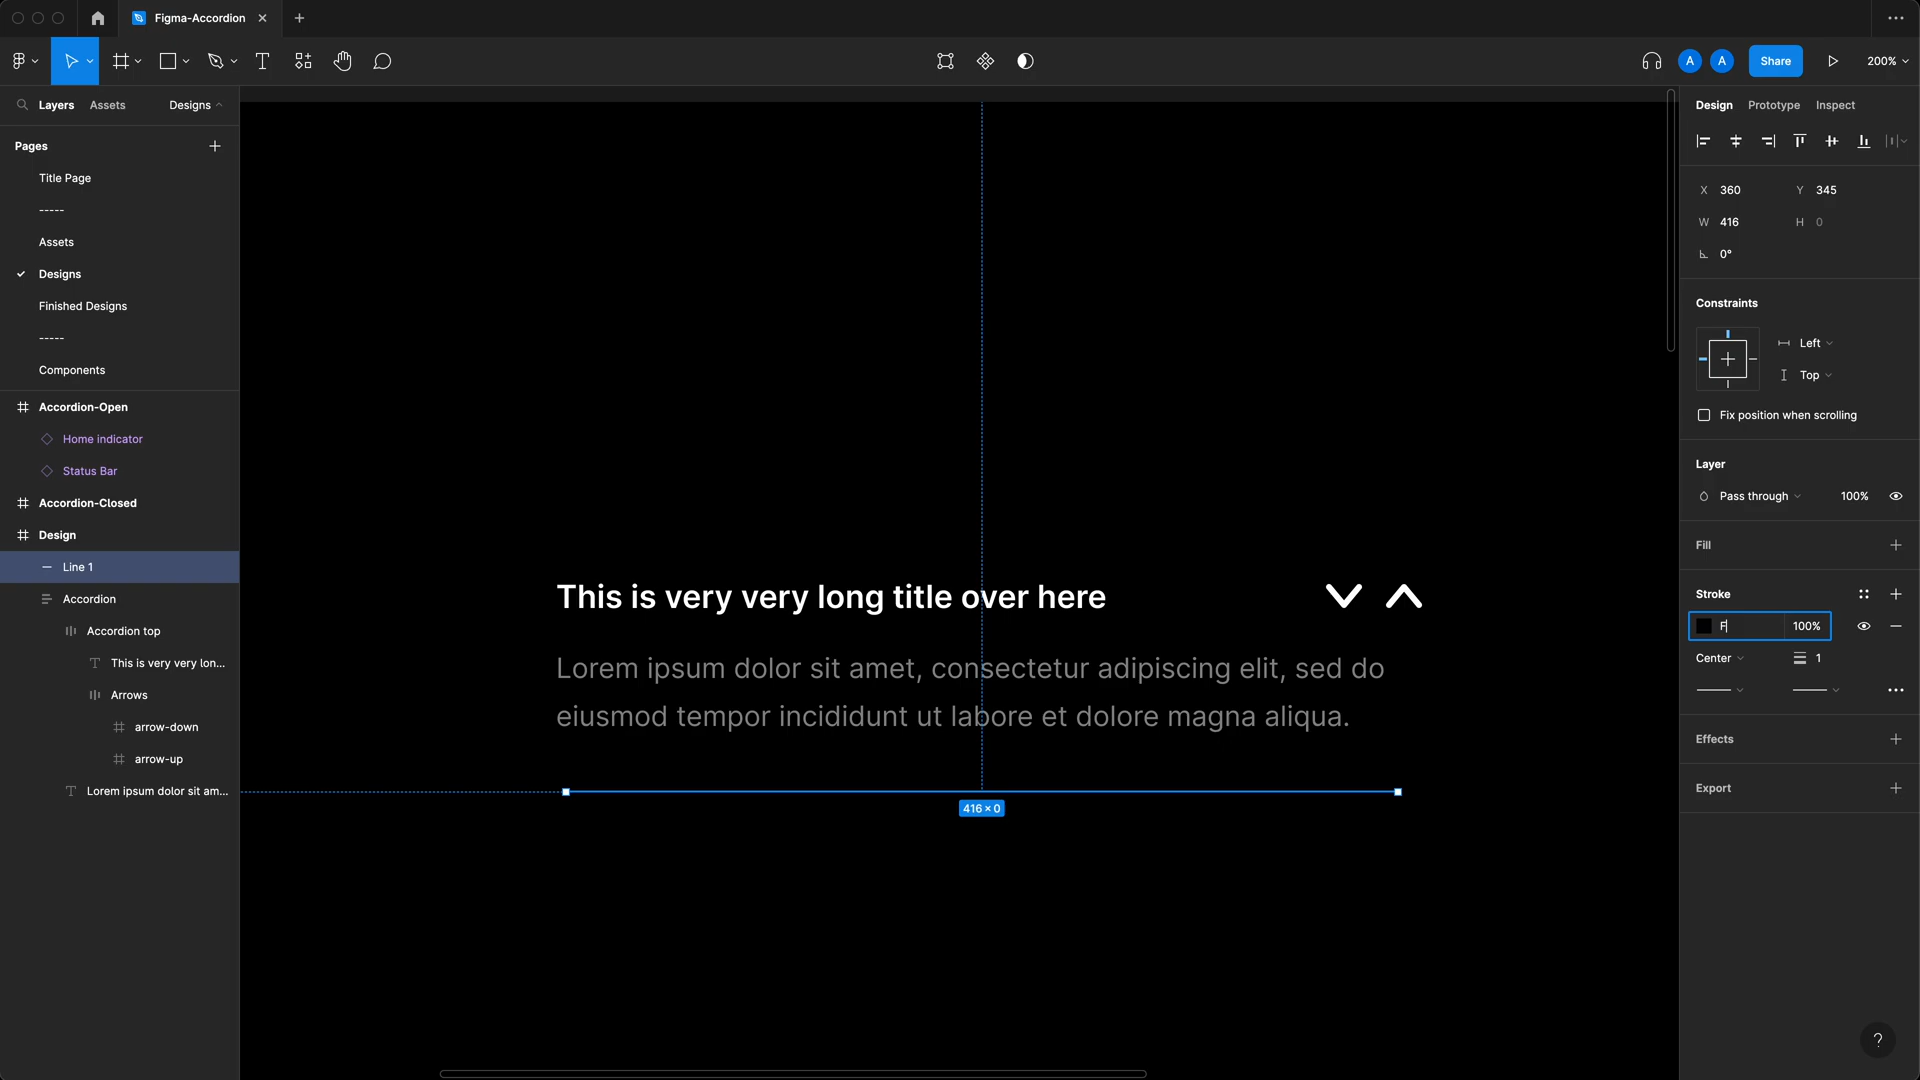 Figma-Accordion
A
A
Share
200%
Layers
Assets
Designs
Pages
Title Page
-----
Assets
Designs
Finished Designs
-----
Components
Accordion-Open
Home indicator
Status Bar
Accordion-Closed
Design
Line 1
Accordion
Accordion top
This is very very lon...
Arrows
arrow-down
arrow-up
Lorem ipsum dolor sit am...
This is very very long title over here
Lorem ipsum dolor sit amet, consectetur adipiscing elit, sed do
eiusmod tempor incididunt ut labore et dolore magna aliqua.
416 × 0
Design
Prototype
Inspect
X 360
Y 345
W 416
H 0
0°
Constraints
Left
Top
Fix position when scrolling
Layer
Pass through
100%
Fill
Stroke
F
100%
Center
1
Effects
Export
?